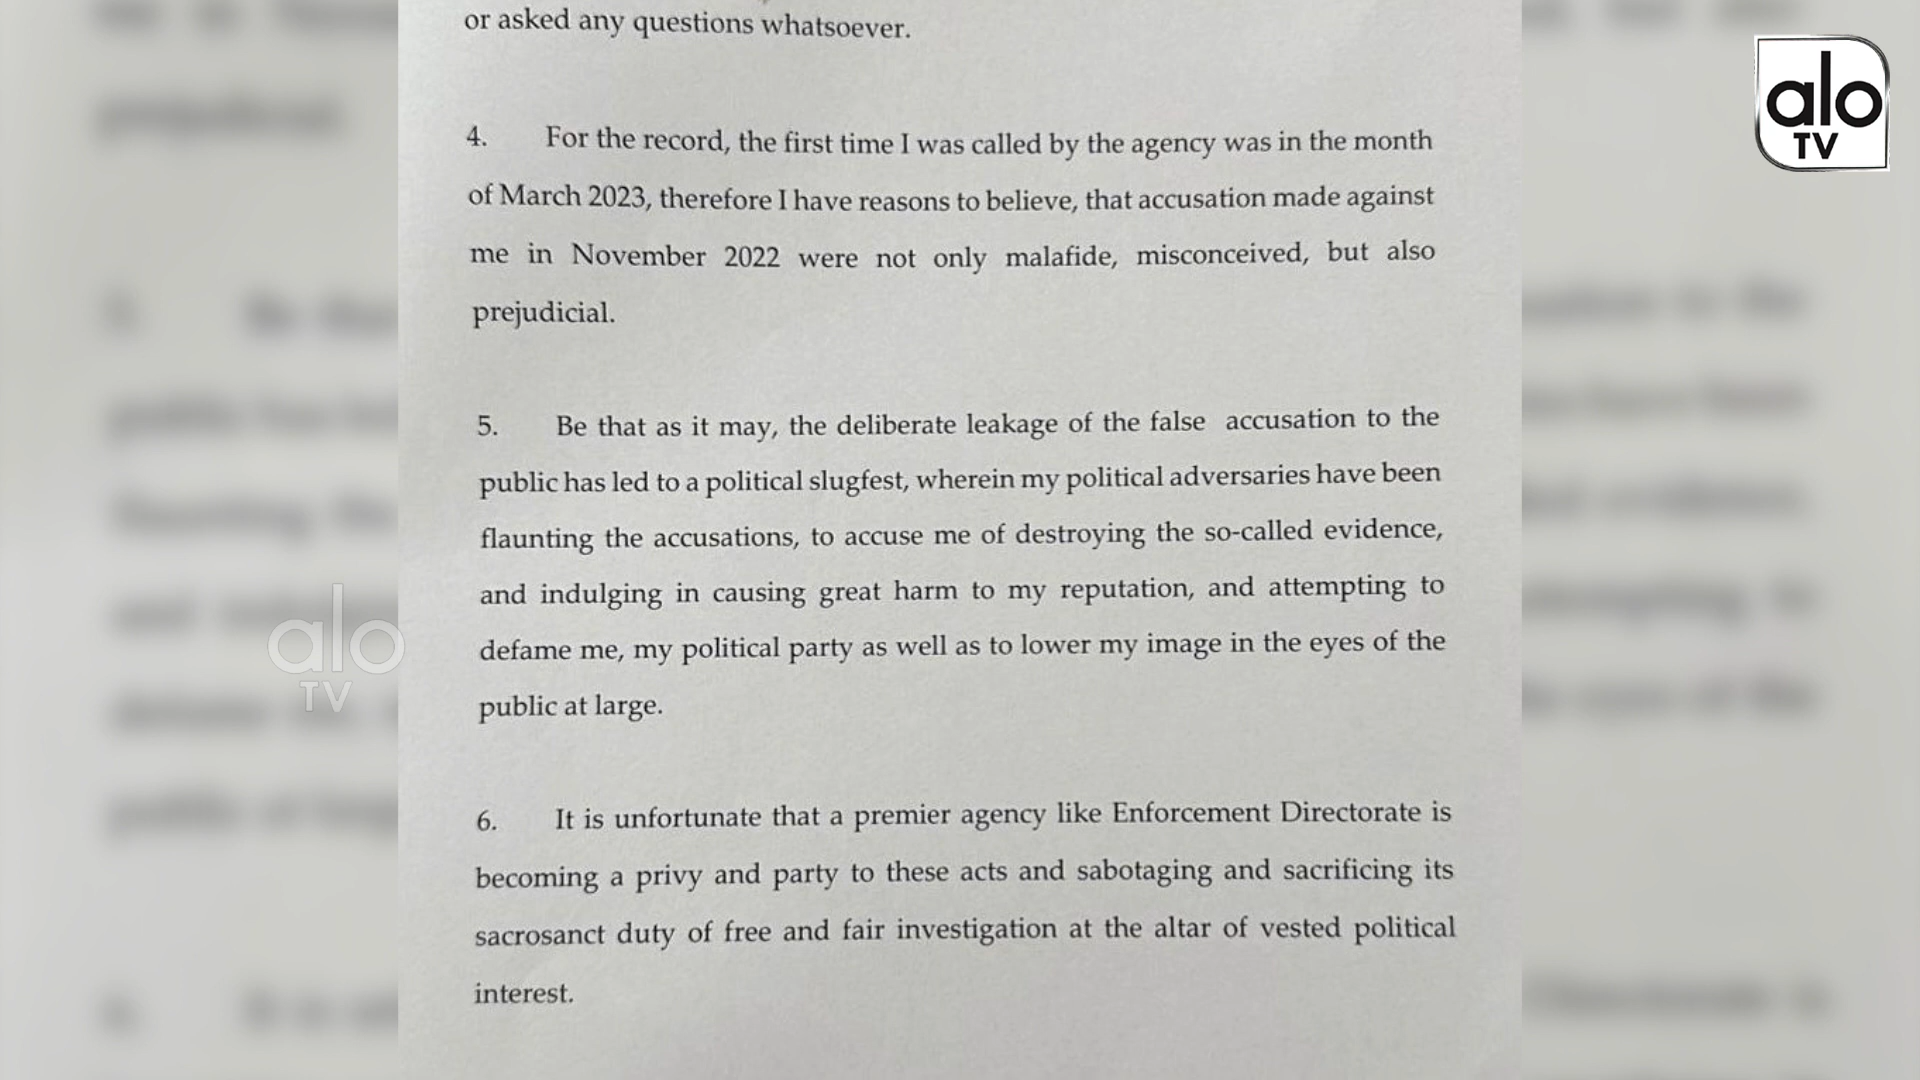 or asked any questions whatsoever.
4. For the record, the first time I was called by the agency was in the month
of March 2023, therefore I have reasons to believe, that accusation made against
me in November 2022 were not only malafide, misconceived, but also
prejudicial.
5. Be that as it may, the deliberate leakage of the false accusation to the
public has led to a political slugfest, wherein my political adversaries have been
flaunting the accusations, to accuse me of destroying the so-called evidence,
and indulging in causing great harm to my reputation, and attempting to
defame me, my political party as well as to lower my image in the eyes of the
public at large.
6. It is unfortunate that a premier agency like Enforcement Directorate is
becoming a privy and party to these acts and sabotaging and sacrificing its
sacrosanct duty of free and fair investigation at the altar of vested political
interest.
alo
TV
alo
TV